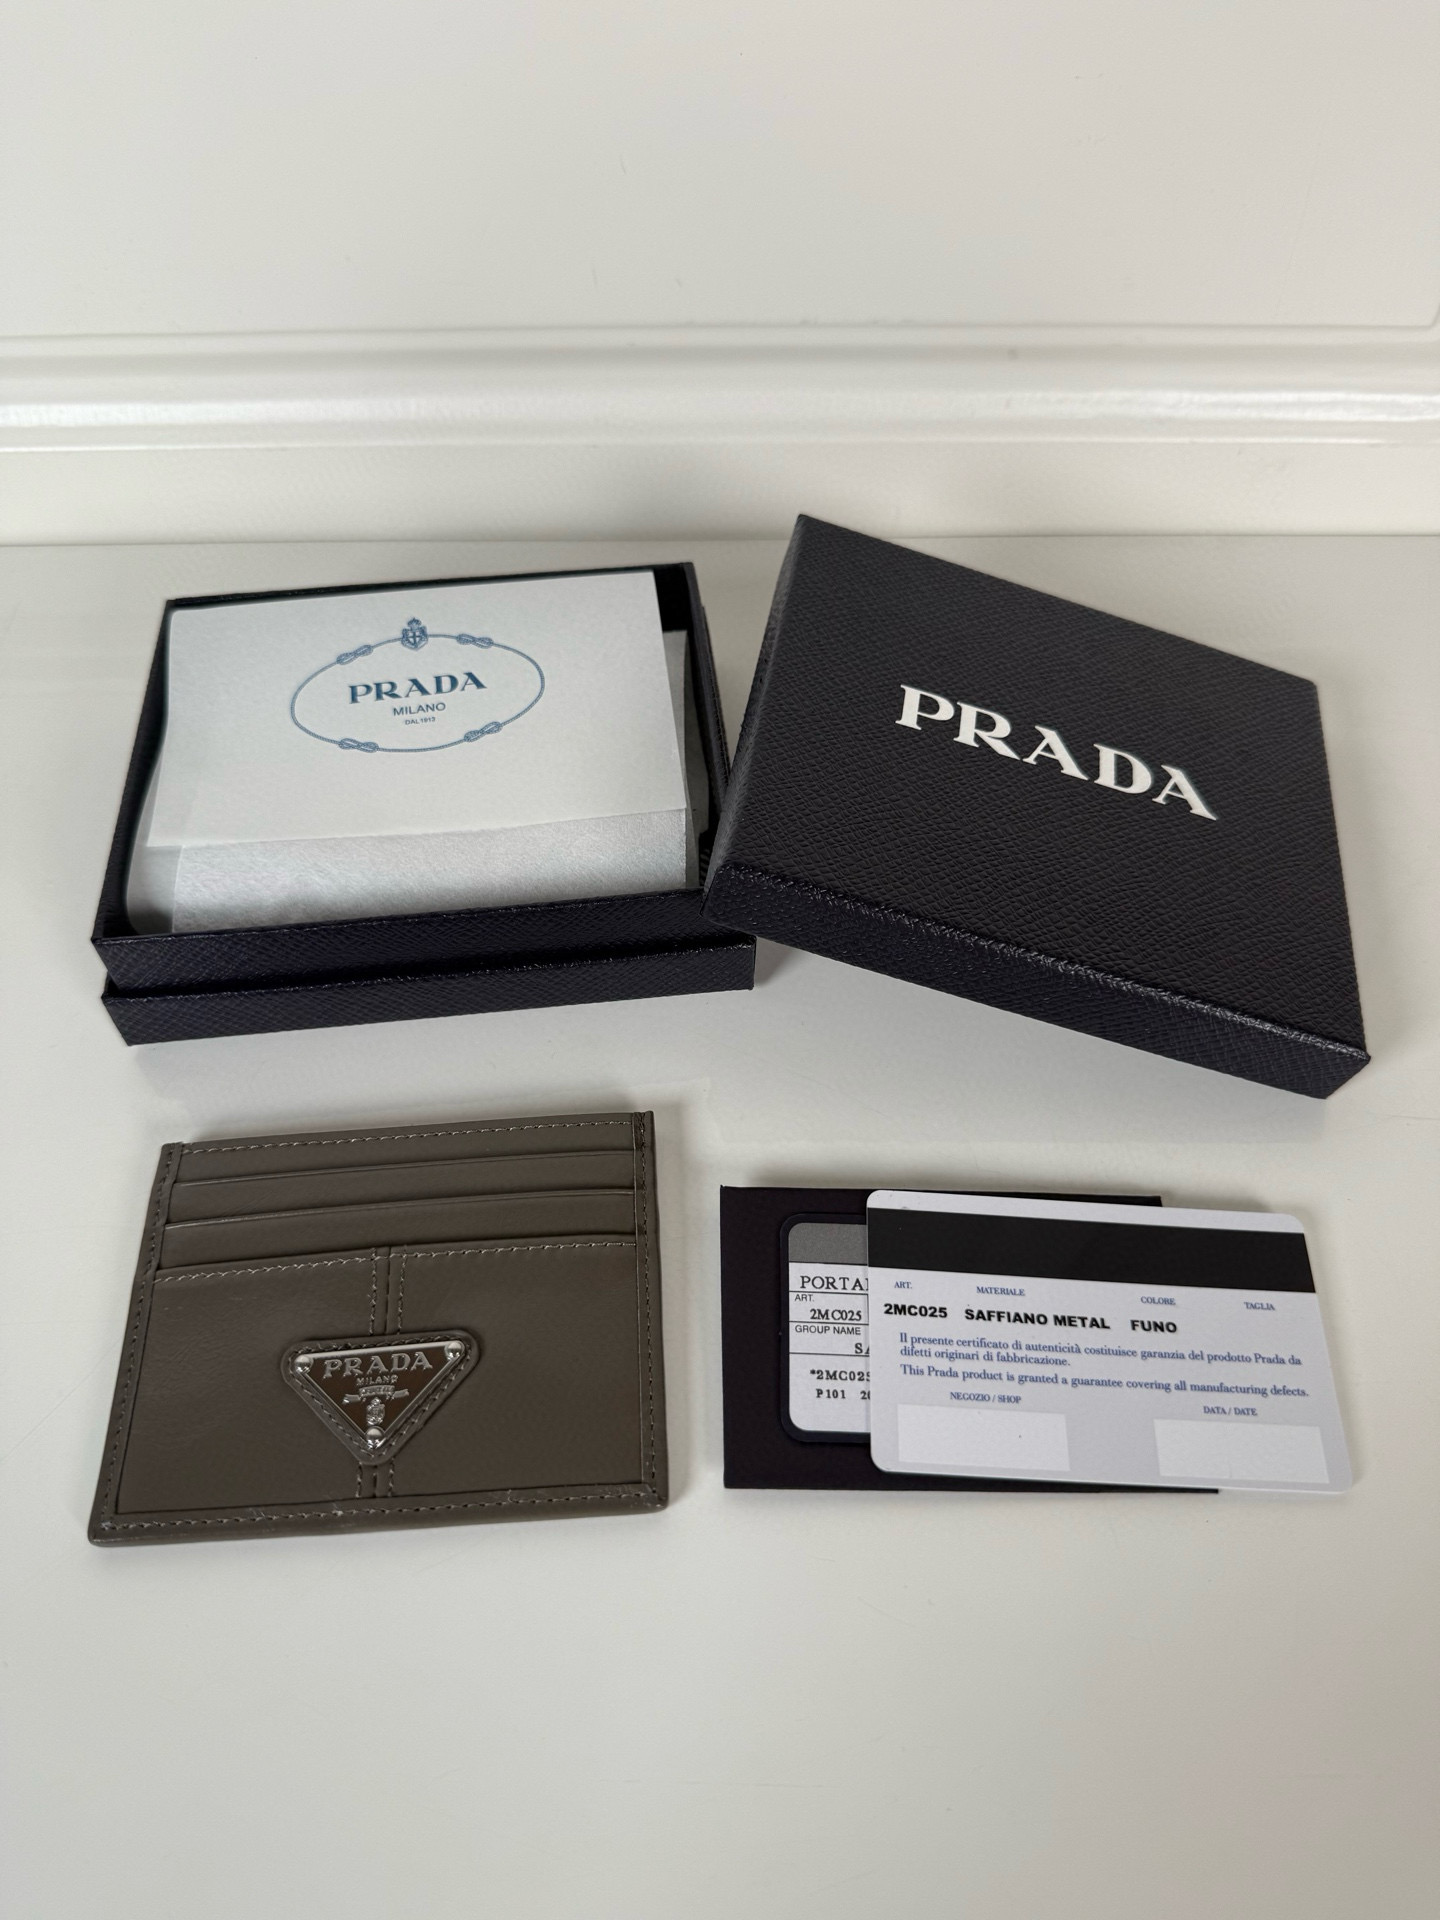 PRADA
MILANO
DAL 1913
PRADA
PRADA
MILANO
PORTA
ART.
2MC025
GROUP NAME
SA
*2MC025
P101 20
ART. MATERIALE COLORE TAGLIA
2MC025 SAFFIANO METAL FUNO
Il presente certificato di autenticità costituisce garanzia del prodotto Prada da
difetti originari di fabbricazione.
This Prada product is granted a guarantee covering all manufacturing defects.
NEGOZIO / SHOP DATA / DATE